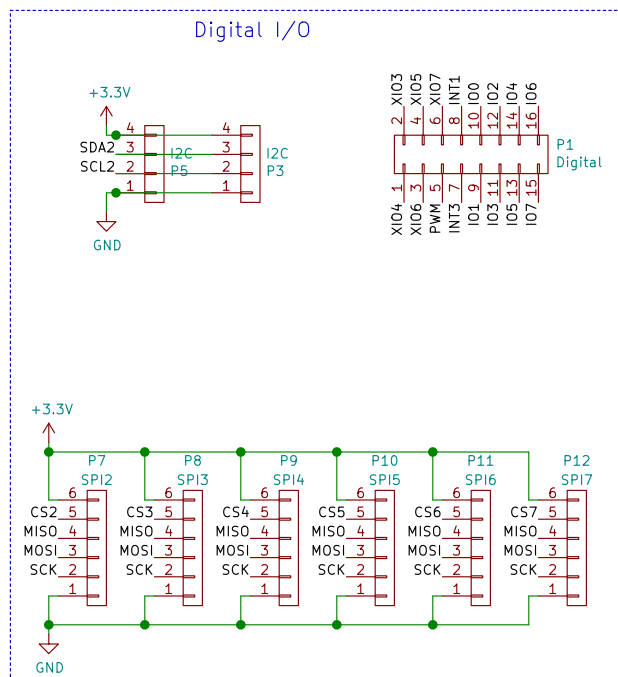 Digital I/O
+3.3V
4
SDA2 3
SCL2 2
1
I2C
P5
4
3
2
1
I2C
P3
GND
XIO3 XIO5 XIO7 INT1 IO0 IO2 IO4 IO6
2 4 6 8 10 12 14 16
P1
Digital
1 3 5 7 9 11 13 15
XIO4 XIO6 PWM INT3 IO1 IO3 IO5 IO7
+3.3V
P7 P8 P9 P10 P11 P12
SPI2 SPI3 SPI4 SPI5 SPI6 SPI7
6 6 6 6 6 6
CS2 5 CS3 5 CS4 5 CS5 5 CS6 5 CS7 5
MISO 4 MISO 4 MISO 4 MISO 4 MISO 4 MISO 4
MOSI 3 MOSI 3 MOSI 3 MOSI 3 MOSI 3 MOSI 3
SCK 2 SCK 2 SCK 2 SCK 2 SCK 2 SCK 2
1 1 1 1 1 1
GND